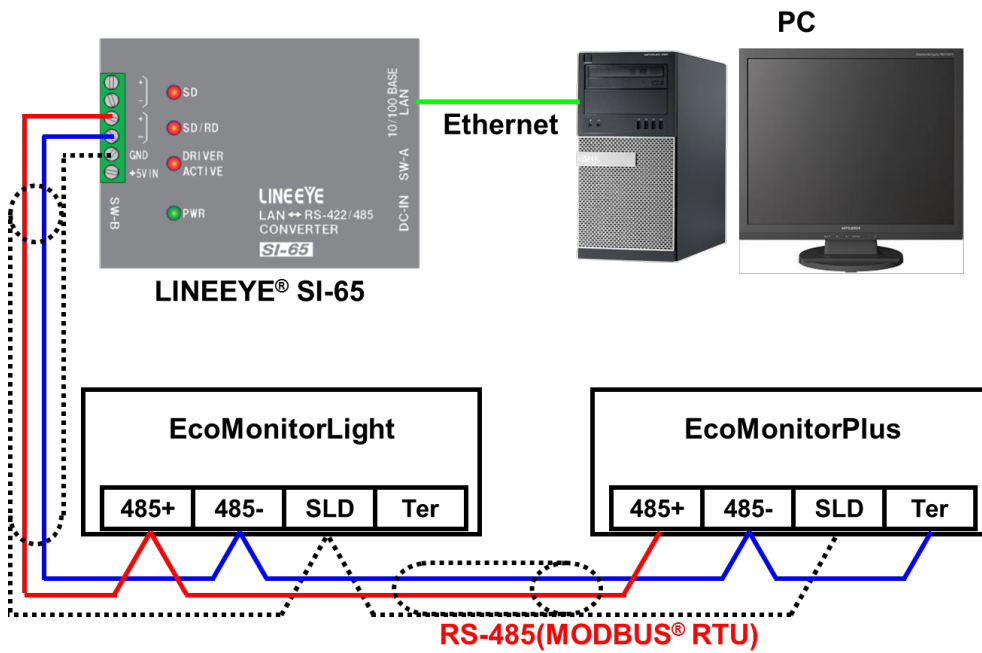 PC
+
-
+
-
GND
+5V IN
SW-B
SD
SD/RD
DRIVER
ACTIVE
PWR
LINEEYE
LAN ↔ RS-422/485
CONVERTER
SI-65
10/100 BASE
LAN
SW-A
DC-IN
Ethernet
LINEEYE® SI-65
EcoMonitorLight
485+ 485- SLD Ter
EcoMonitorPlus
485+ 485- SLD Ter
RS-485(MODBUS® RTU)